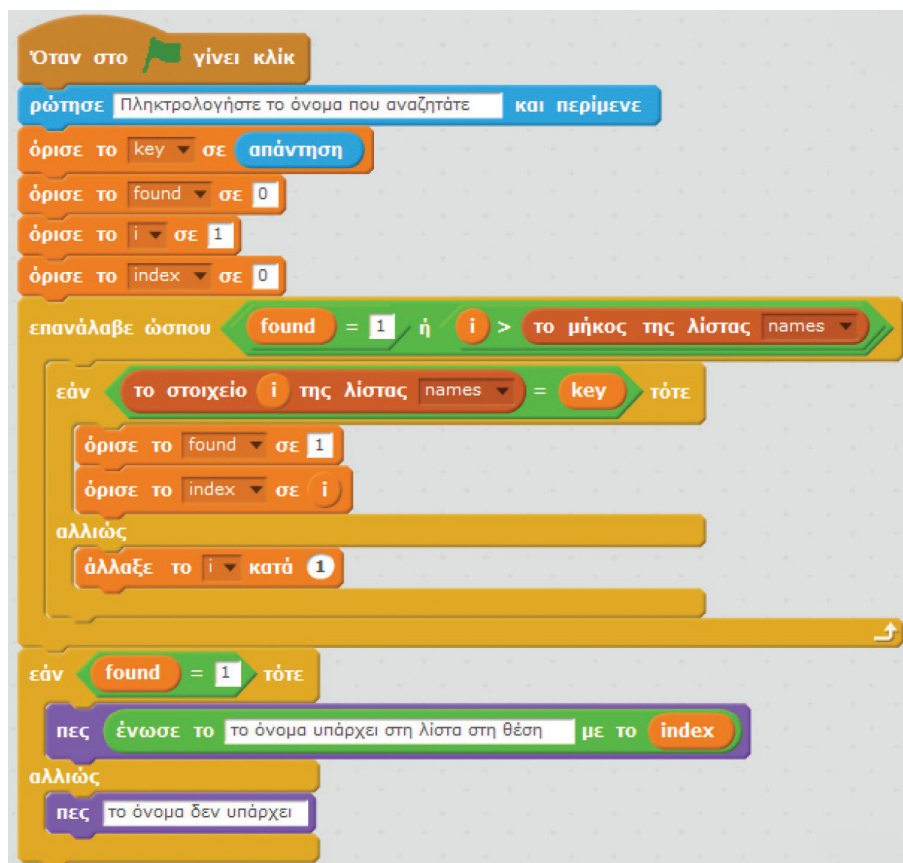 Όταν στο γίνει κλίκ
ρώτησε Πληκτρολογήστε το όνομα που αναζητάτε και περίμενε
όρισε το key σε απάντηση
όρισε το found σε 0
όρισε το i σε 1
όρισε το index σε 0
επανάλαβε ώσπου found = 1 ή i > το μήκος της λίστας names
εάν το στοιχείο i της λίστας names = key τότε
όρισε το found σε 1
όρισε το index σε i
αλλιώς
άλλαξε το i κατά 1
εάν found = 1 τότε
πες ένωσε το το όνομα υπάρχει στη λίστα στη θέση με το index
αλλιώς
πες το όνομα δεν υπάρχει